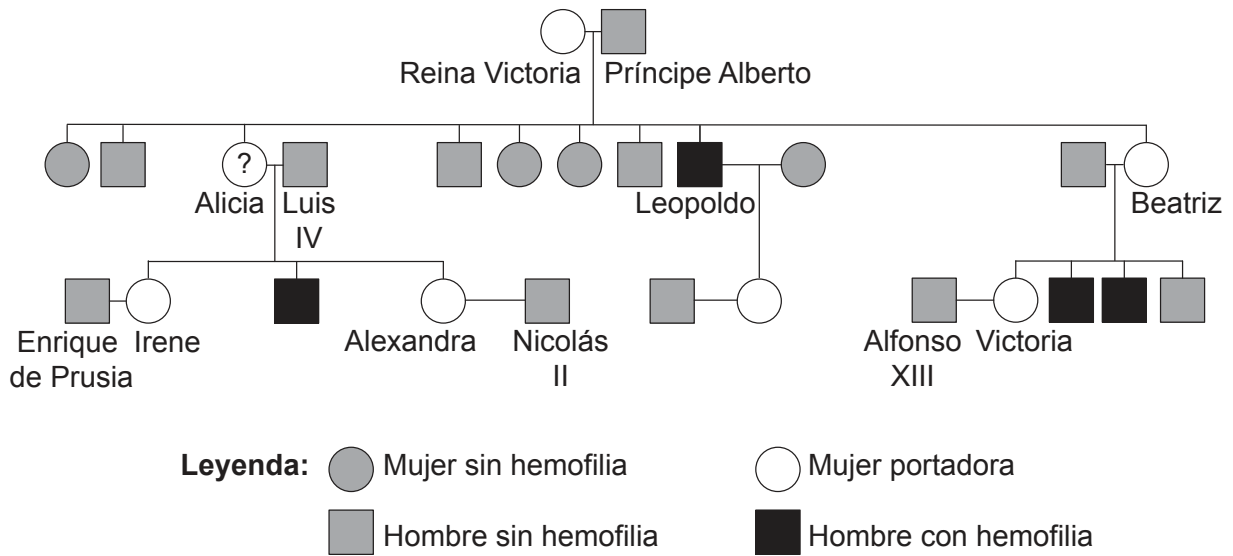 Reina Victoria Príncipe Alberto
?
Alicia Luis IV
Leopoldo
Beatriz
Enrique de Prusia
Irene
Alexandra
Nicolás II
Alfonso XIII
Victoria
Leyenda:
Mujer sin hemofilia
Mujer portadora
Hombre sin hemofilia
Hombre con hemofilia